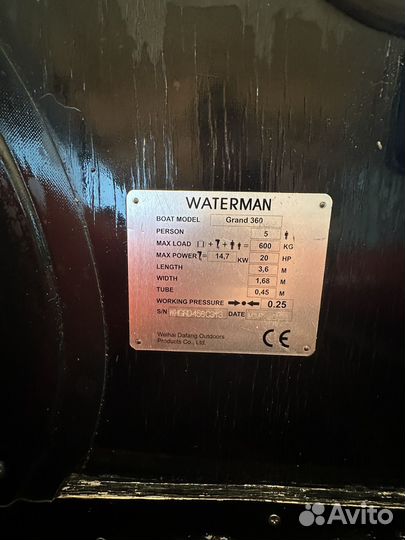 WATERMAN
BOAT MODEL Grand 360
PERSON 5
MAX LOAD + + = 600 KG
MAX POWER = 14,7 KW 20 HP
LENGTH 3,6 M
WIDTH 1,68 M
TUBE 0,45 M
WORKING PRESSURE 0.25
S/N DATE
Weihai Dafang Outdoors
Products Co., Ltd.
CE
Avito